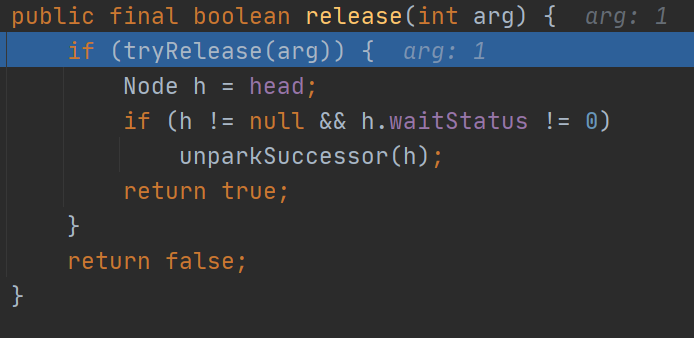 public final boolean release(int arg) {  arg: 1
    if (tryRelease(arg)) {  arg: 1
        Node h = head;
        if (h != null && h.waitStatus != 0)
            unparkSuccessor(h);
        return true;
    }
    return false;
}